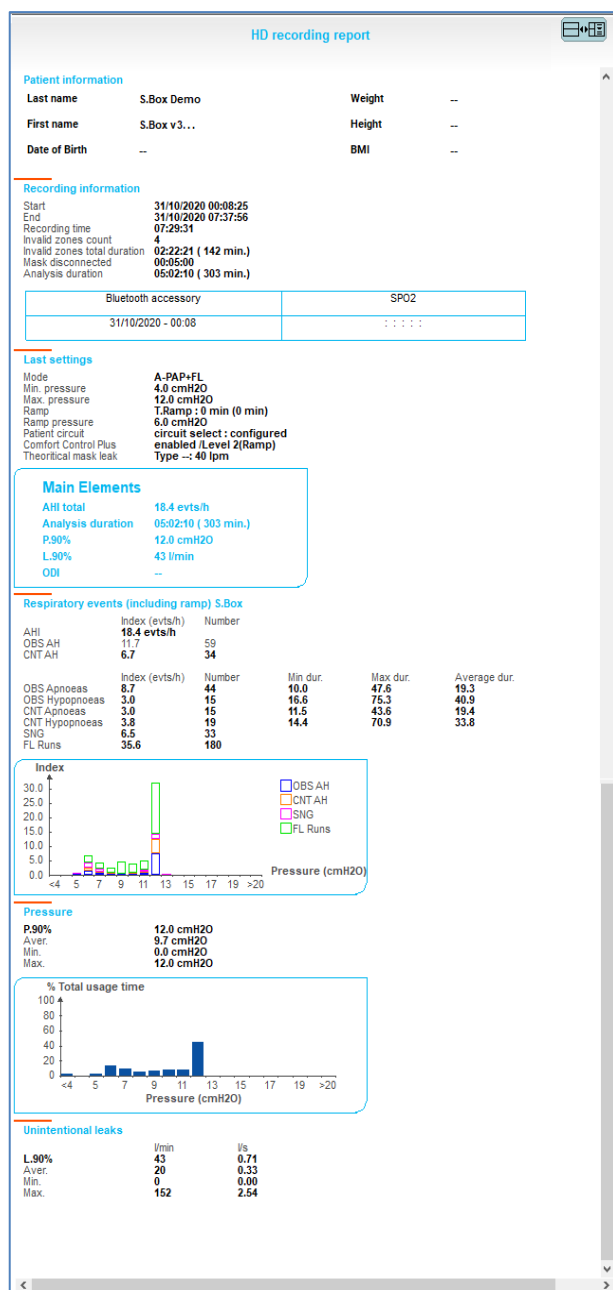 HD recording report
Patient information
Last name S.Box Demo Weight --
First name S.Box v3... Height --
Date of Birth -- BMI --
Recording information
Start 31/10/2020 00:08:25
End 31/10/2020 07:37:56
Recording time 07:29:31
Invalid zones count 4
Invalid zones total duration 02:22:21 ( 142 min.)
Mask disconnected 00:05:00
Analysis duration 05:02:10 ( 303 min.)
Bluetooth accessory SPO2
31/10/2020 - 00:08 : : : : :
Last settings
Mode A-PAP+FL
Min. pressure 4.0 cmH2O
Max. pressure 12.0 cmH2O
Ramp T.Ramp : 0 min (0 min)
Ramp pressure 6.0 cmH2O
Patient circuit circuit select : configured
Comfort Control Plus enabled /Level 2(Ramp)
Theoritical mask leak Type --: 40 lpm
Main Elements
AHI total 18.4 evts/h
Analysis duration 05:02:10 ( 303 min.)
P.90% 12.0 cmH2O
L.90% 43 l/min
ODI --
Respiratory events (including ramp) S.Box
Index (evts/h) Number
AHI 18.4 evts/h
OBS AH 11.7 59
CNT AH 6.7 34
Index (evts/h) Number Min dur. Max dur. Average dur.
OBS Apnoeas 8.7 44 10.0 47.6 19.3
OBS Hypopnoeas 3.0 15 16.6 75.3 40.9
CNT Apnoeas 3.0 15 11.5 43.6 19.4
CNT Hypopnoeas 3.8 19 14.4 70.9 33.8
SNG 6.5 33
FL Runs 35.6 180
Index
30.0
25.0
20.0
15.0
10.0
5.0
0.0
OBS AH
CNT AH
SNG
FL Runs
Pressure (cmH2O)
<4 5 7 9 11 13 15 17 19 >20
Pressure
P.90% 12.0 cmH2O
Aver. 9.7 cmH2O
Min. 0.0 cmH2O
Max. 12.0 cmH2O
% Total usage time
100
80
60
40
20
0
<4 5 7 9 11 13 15 17 19 >20
Pressure (cmH2O)
Unintentional leaks
l/min l/s
L.90% 43 0.71
Aver. 20 0.33
Min. 0 0.00
Max. 152 2.54